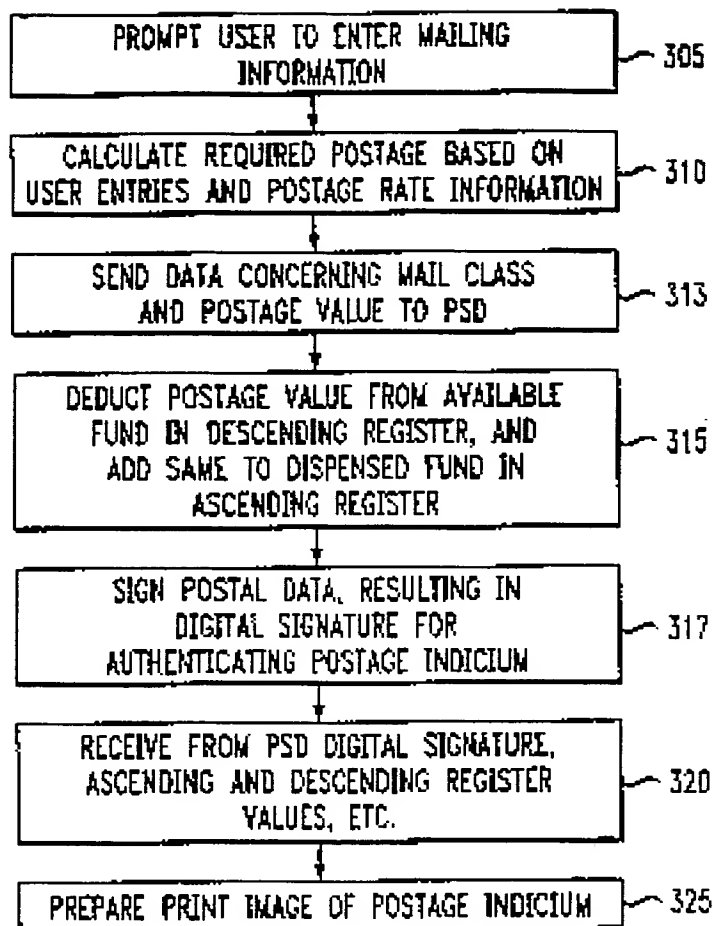 PROMPT USER TO ENTER MAILING
INFORMATION
305
CALCULATE REQUIRED POSTAGE BASED ON
USER ENTRIES AND POSTAGE RATE INFORMATION
310
SEND DATA CONCERNING MAIL CLASS
AND POSTAGE VALUE TO PSD
313
DEDUCT POSTAGE VALUE FROM AVAILABLE
FUND IN DESCENDING REGISTER, AND
ADD SAME TO DISPENSED FUND IN
ASCENDING REGISTER
315
SIGN POSTAL DATA, RESULTING IN
DIGITAL SIGNATURE FOR
AUTHENTICATING POSTAGE INDICIUM
317
RECEIVE FROM PSD DIGITAL SIGNATURE,
ASCENDING AND DESCENDING REGISTER
VALUES, ETC.
320
PREPARE PRINT IMAGE OF POSTAGE INDICIUM
325